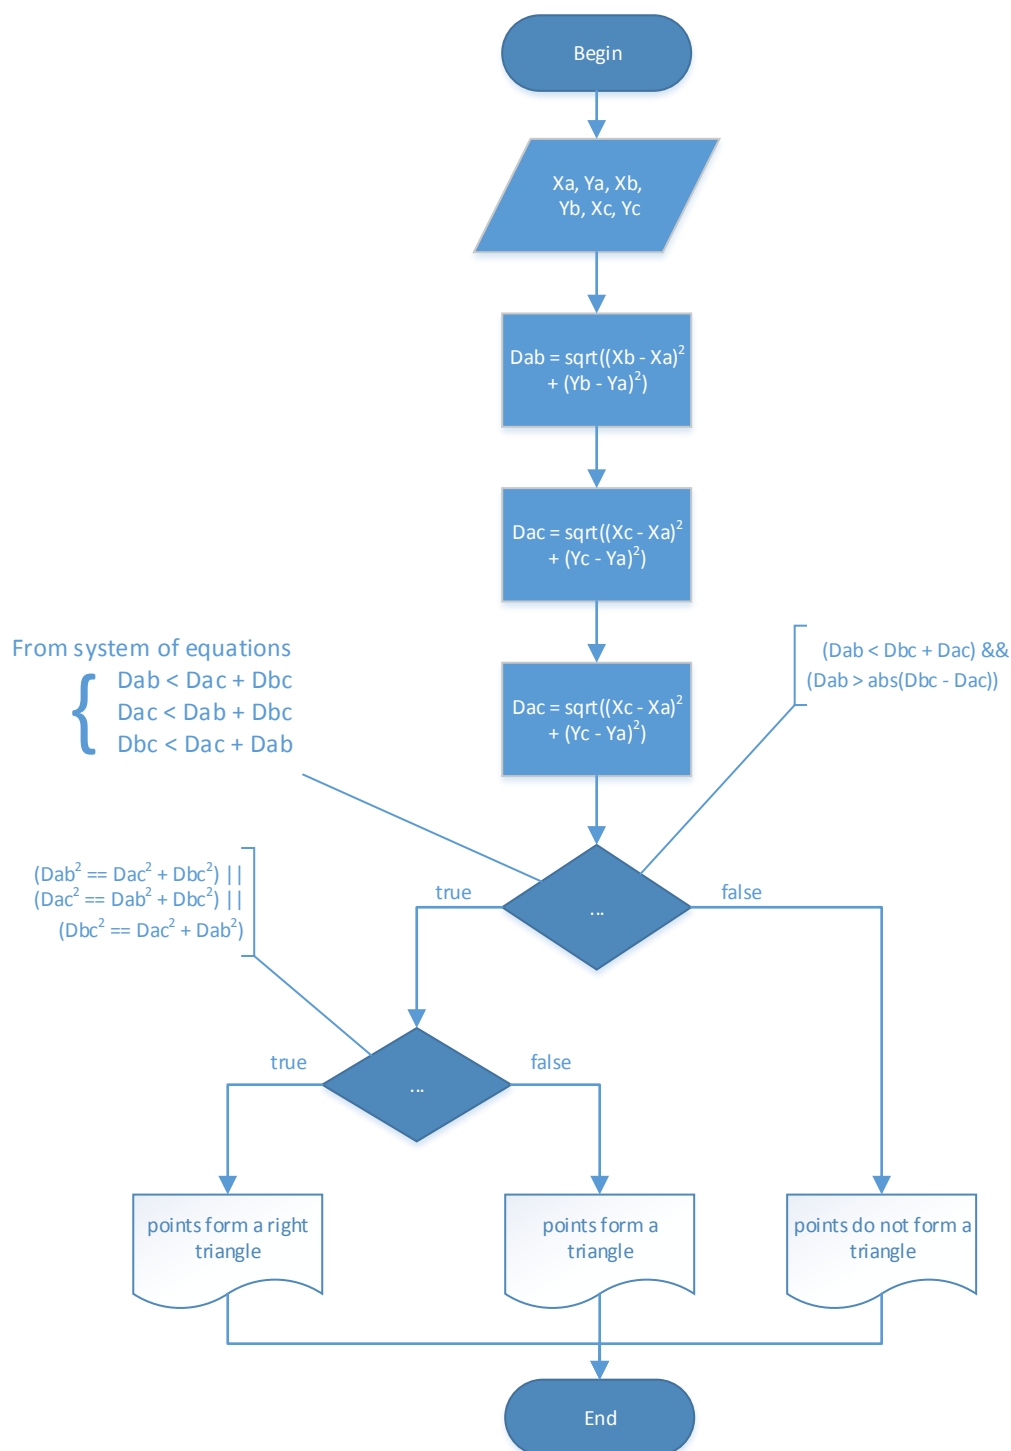 Begin
Xa, Ya, Xb,
Yb, Xc, Yc
Dab = sqrt((Xb - Xa)²
+ (Yb - Ya)²)
Dac = sqrt((Xc - Xa)²
+ (Yc - Ya)²)
From system of equations
{
Dab < Dac + Dbc
Dac < Dab + Dbc
Dbc < Dac + Dab
Dac = sqrt((Xc - Xa)²
+ (Yc - Ya)²)
(Dab < Dbc + Dac) &&
(Dab > abs(Dbc - Dac))
(Dab² == Dac² + Dbc²) ||
(Dac² == Dab² + Dbc²) ||
(Dbc² == Dac² + Dab²)
true
...
false
true
...
false
points form a right
triangle
points form a
triangle
points do not form a
triangle
End